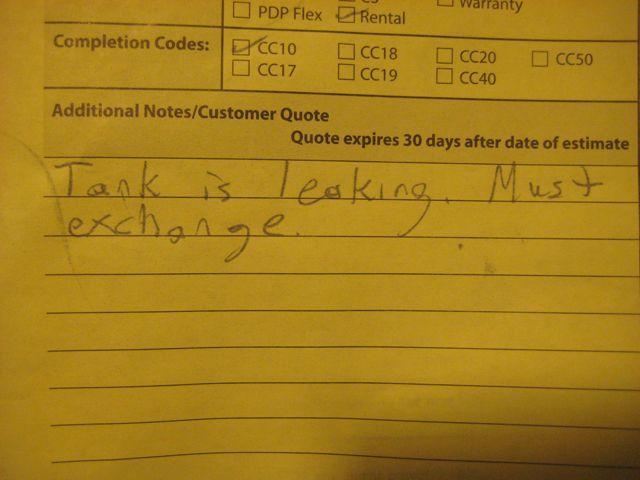 PDP Flex Rental Warranty
Completion Codes: CC10 CC18 CC20 CC50
CC17 CC19 CC40
Additional Notes/Customer Quote
Quote expires 30 days after date of estimate
Tank is leaking. Must
exchange.